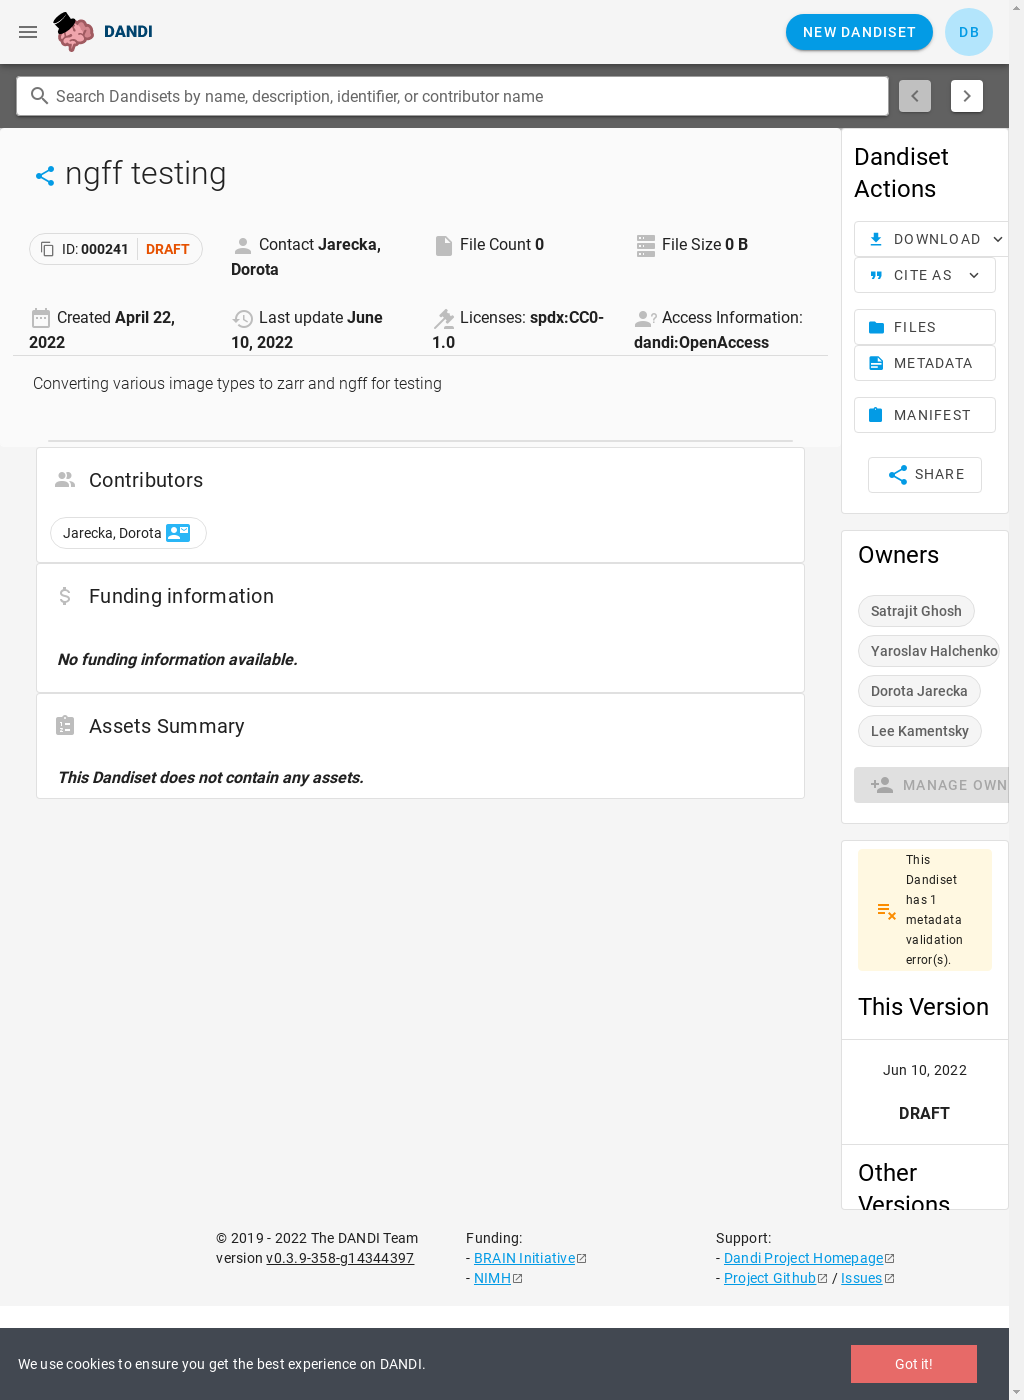 DANDI
NEW DANDISET
DB
Search Dandisets by name, description, identifier, or contributor name
ngff testing
ID: 000241 DRAFT
Contact Jarecka,
Dorota
File Count 0
File Size 0 B
Created April 22,
2022
Last update June
10, 2022
Licenses: spdx:CC0-
1.0
Access Information:
dandi:OpenAccess
Converting various image types to zarr and ngff for testing
Contributors
Jarecka, Dorota
Funding information
No funding information available.
Assets Summary
This Dandiset does not contain any assets.
Dandiset
Actions
DOWNLOAD
CITE AS
FILES
METADATA
MANIFEST
SHARE
Owners
Satrajit Ghosh
Yaroslav Halchenko
Dorota Jarecka
Lee Kamentsky
MANAGE OWN
This
Dandiset
has 1
metadata
validation
error(s).
This Version
Jun 10, 2022
DRAFT
Other
Versions
© 2019 - 2022 The DANDI Team
version v0.3.9-358-g14344397
Funding:
- BRAIN Initiative
- NIMH
Support:
- Dandi Project Homepage
- Project Github / Issues
We use cookies to ensure you get the best experience on DANDI.
Got it!